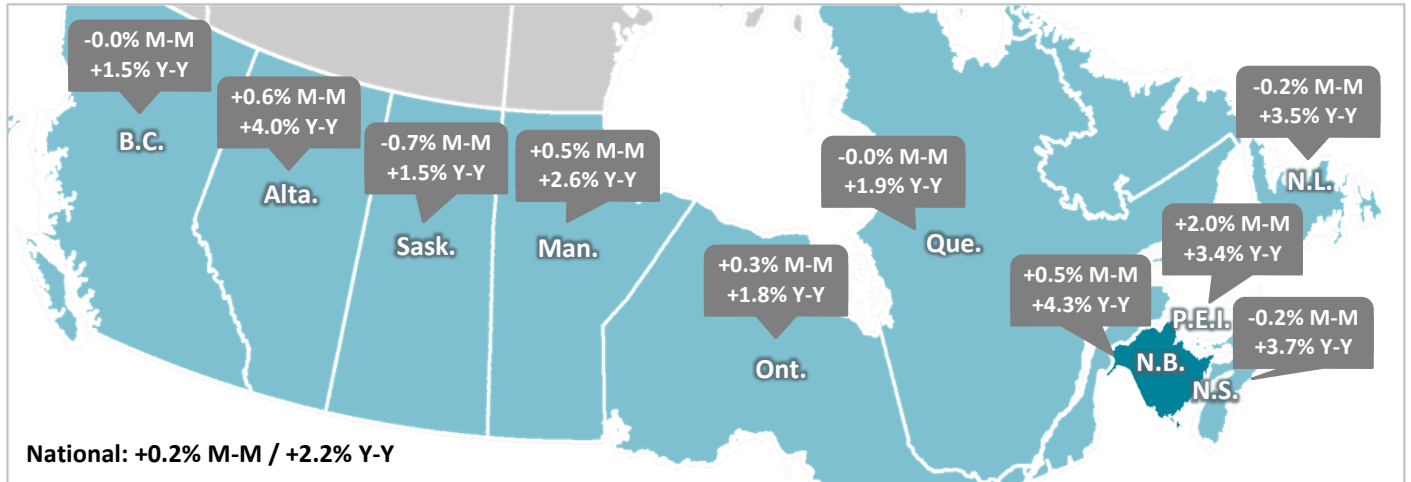 -0.0% M-M
+1.5% Y-Y
B.C.
+0.6% M-M
+4.0% Y-Y
Alta.
-0.7% M-M
+1.5% Y-Y
Sask.
+0.5% M-M
+2.6% Y-Y
Man.
+0.3% M-M
+1.8% Y-Y
Ont.
-0.0% M-M
+1.9% Y-Y
Que.
-0.2% M-M
+3.5% Y-Y
N.L.
+2.0% M-M
+3.4% Y-Y
P.E.I.
+0.5% M-M
+4.3% Y-Y
N.B.
-0.2% M-M
+3.7% Y-Y
N.S.
National: +0.2% M-M / +2.2% Y-Y